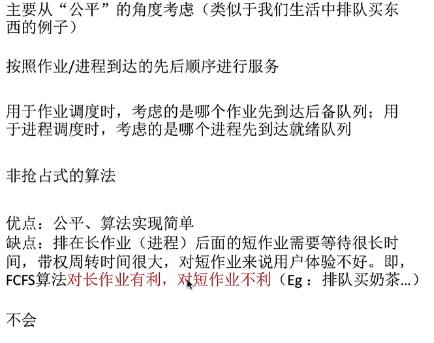 主要从“公平”的角度考虑（类似于我们生活中排队买东
西的例子）
按照作业/进程到达的先后顺序进行服务
用于作业调度时，考虑的是哪个作业先到达后备队列；用
于进程调度时，考虑的是哪个进程先到达就绪队列
非抢占式的算法
优点：公平、算法实现简单
缺点：排在长作业（进程）后面的短作业需要等待很长时
间，带权周转时间很大，对短作业来说用户体验不好。即，
FCFS算法对长作业有利，对短作业不利（Eg：排队买奶茶...）
不会